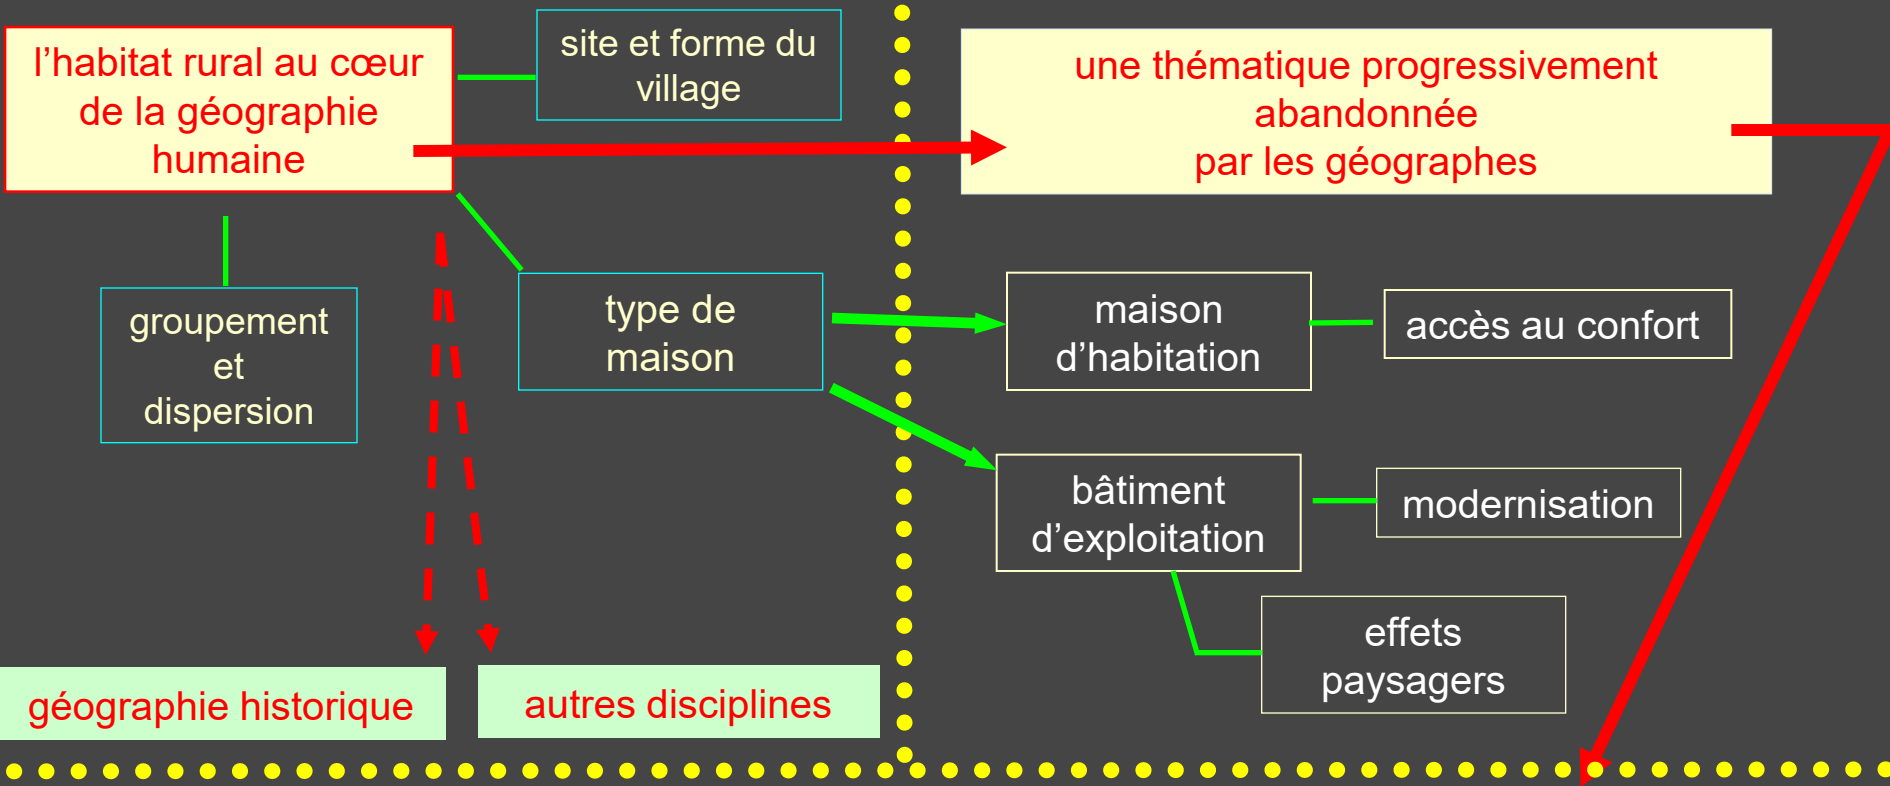 l’habitat rural au cœur
de la géographie
humaine
site et forme du
village
une thématique progressivement
abandonnée
par les géographes
groupement
et
dispersion
type de
maison
maison
d’habitation
accès au confort
bâtiment
d’exploitation
modernisation
effets
paysagers
géographie historique
autres disciplines